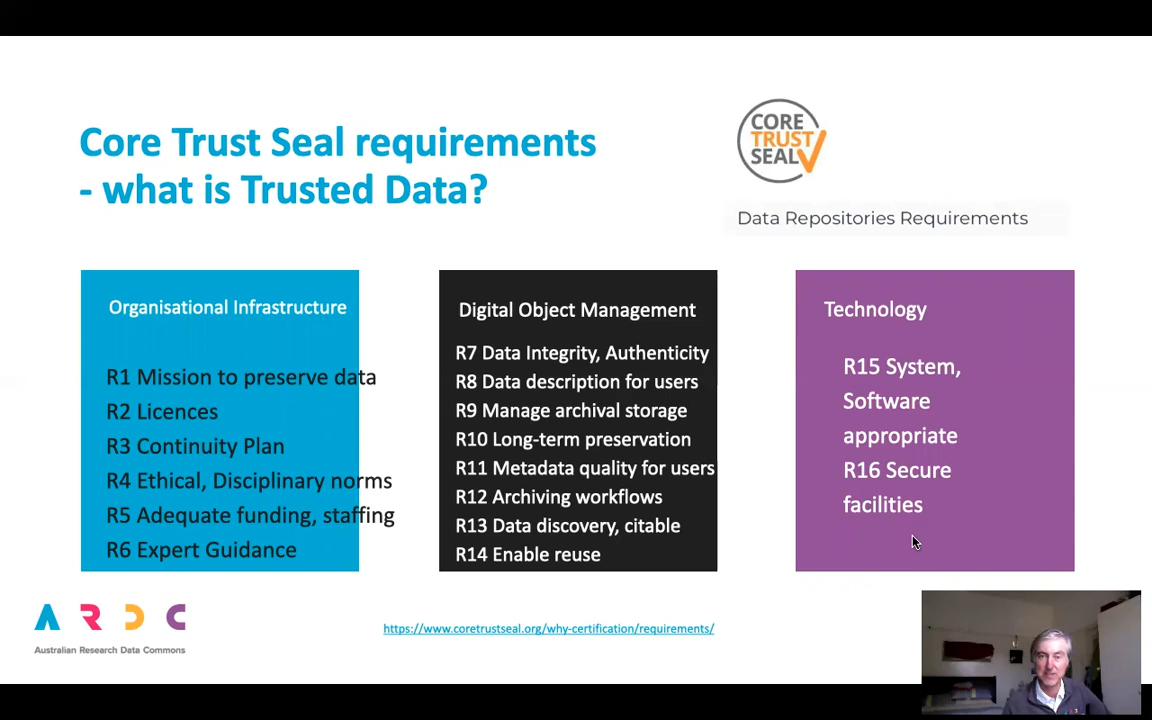 Core Trust Seal requirements
- what is Trusted Data?
CORE
TRUST
SEAL
Data Repositories Requirements
Organisational Infrastructure
R1 Mission to preserve data
R2 Licences
R3 Continuity Plan
R4 Ethical, Disciplinary norms
R5 Adequate funding, staffing
R6 Expert Guidance
Digital Object Management
R7 Data Integrity, Authenticity
R8 Data description for users
R9 Manage archival storage
R10 Long-term preservation
R11 Metadata quality for users
R12 Archiving workflows
R13 Data discovery, citable
R14 Enable reuse
Technology
R15 System,
Software
appropriate
R16 Secure
facilities
ARDC
Australian Research Data Commons
https://www.coretrustseal.org/why-certification/requirements/